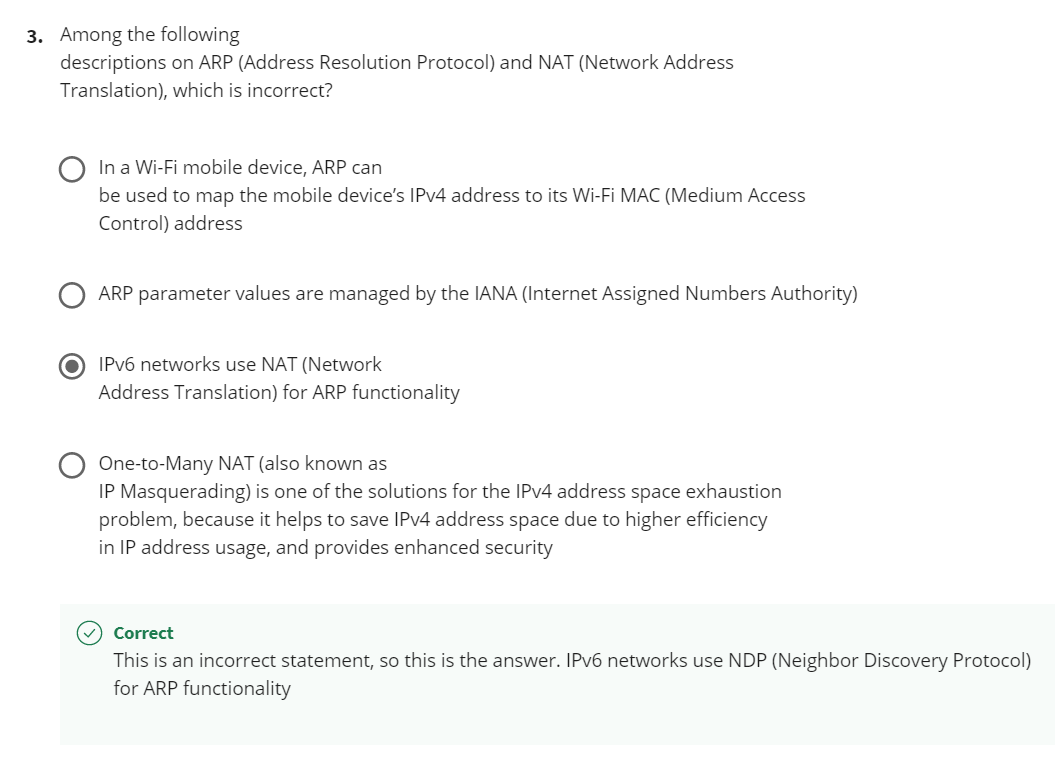 3. Among the following
descriptions on ARP (Address Resolution Protocol) and NAT (Network Address
Translation), which is incorrect?
In a Wi-Fi mobile device, ARP can
be used to map the mobile device’s IPv4 address to its Wi-Fi MAC (Medium Access
Control) address
ARP parameter values are managed by the IANA (Internet Assigned Numbers Authority)
IPv6 networks use NAT (Network
Address Translation) for ARP functionality
One-to-Many NAT (also known as
IP Masquerading) is one of the solutions for the IPv4 address space exhaustion
problem, because it helps to save IPv4 address space due to higher efficiency
in IP address usage, and provides enhanced security
Correct
This is an incorrect statement, so this is the answer. IPv6 networks use NDP (Neighbor Discovery Protocol)
for ARP functionality